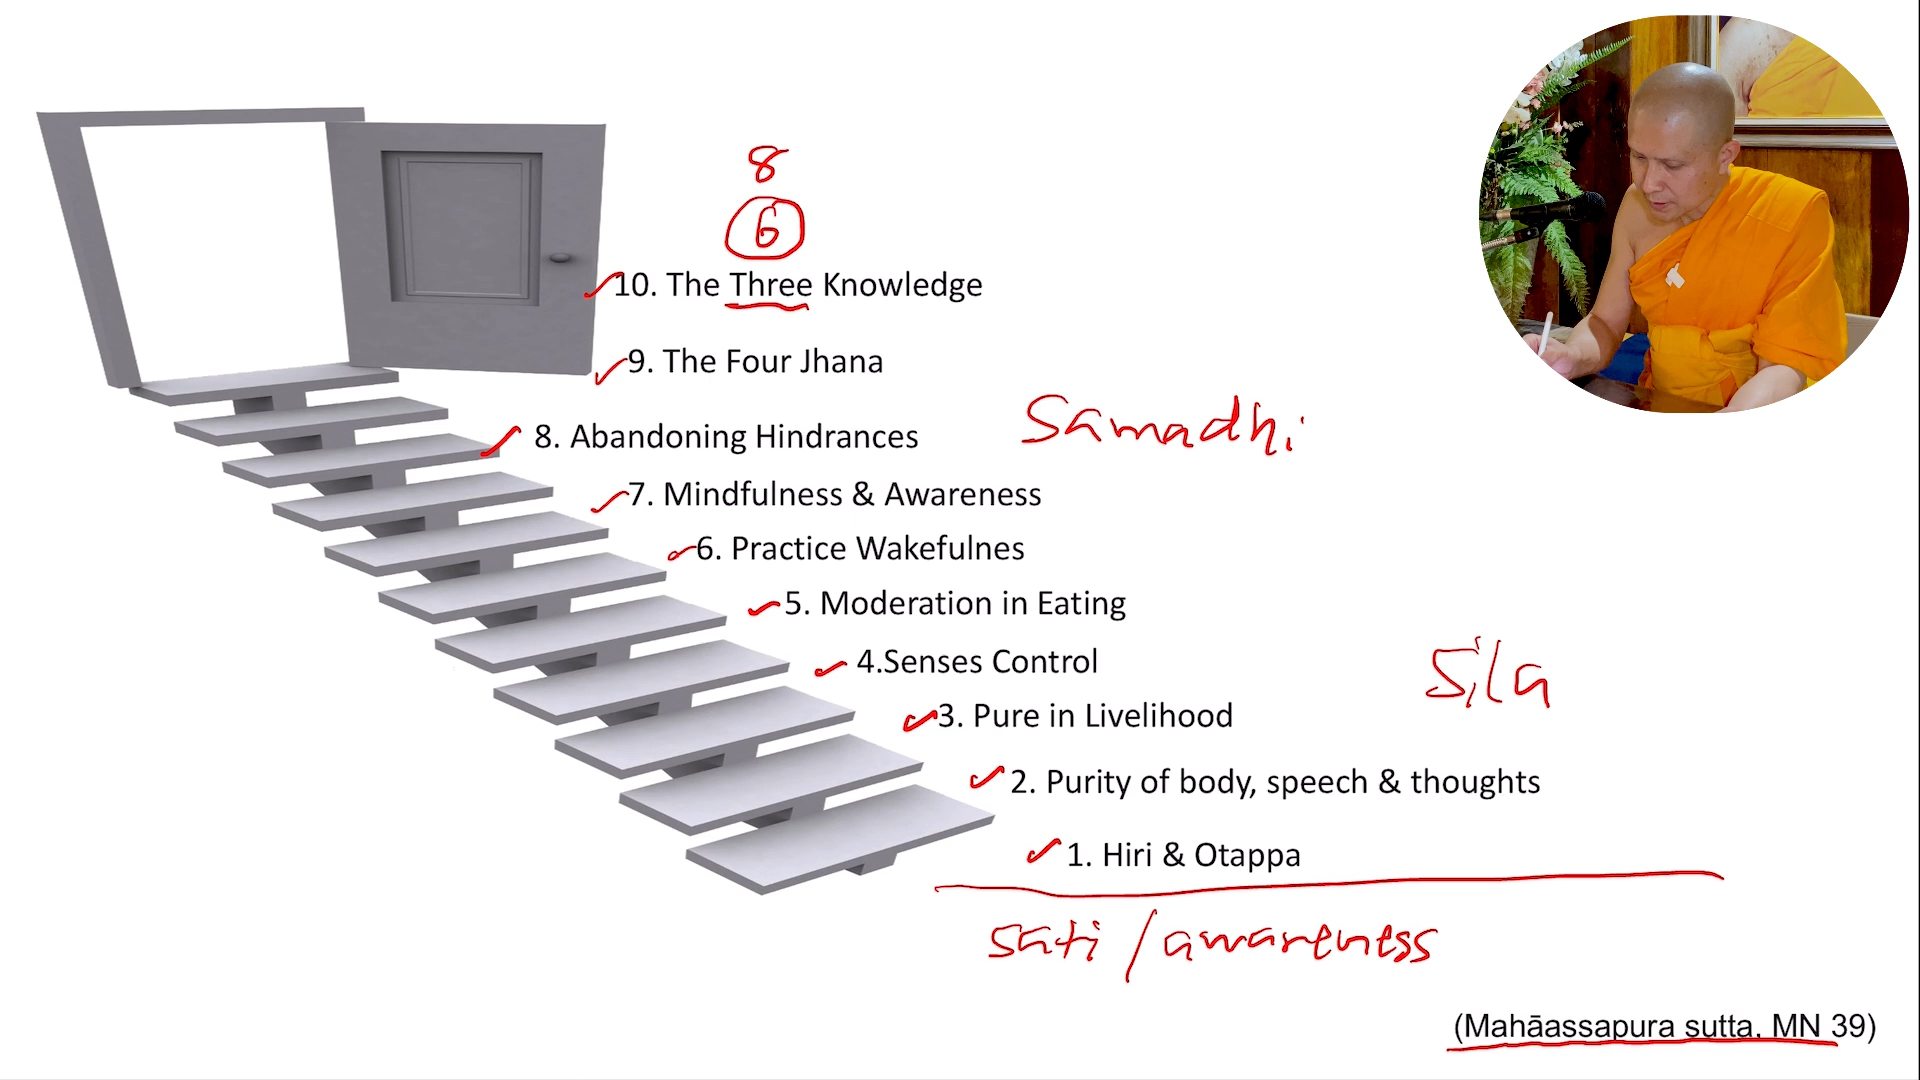 8
6
10. The Three Knowledge
9. The Four Jhana
8. Abandoning Hindrances
Samadhi
7. Mindfulness & Awareness
6. Practice Wakefulnes
5. Moderation in Eating
4.Senses Control
Sila
3. Pure in Livelihood
2. Purity of body, speech & thoughts
1. Hiri & Otappa
sati / awareness
(Mahāassapura sutta, MN 39)